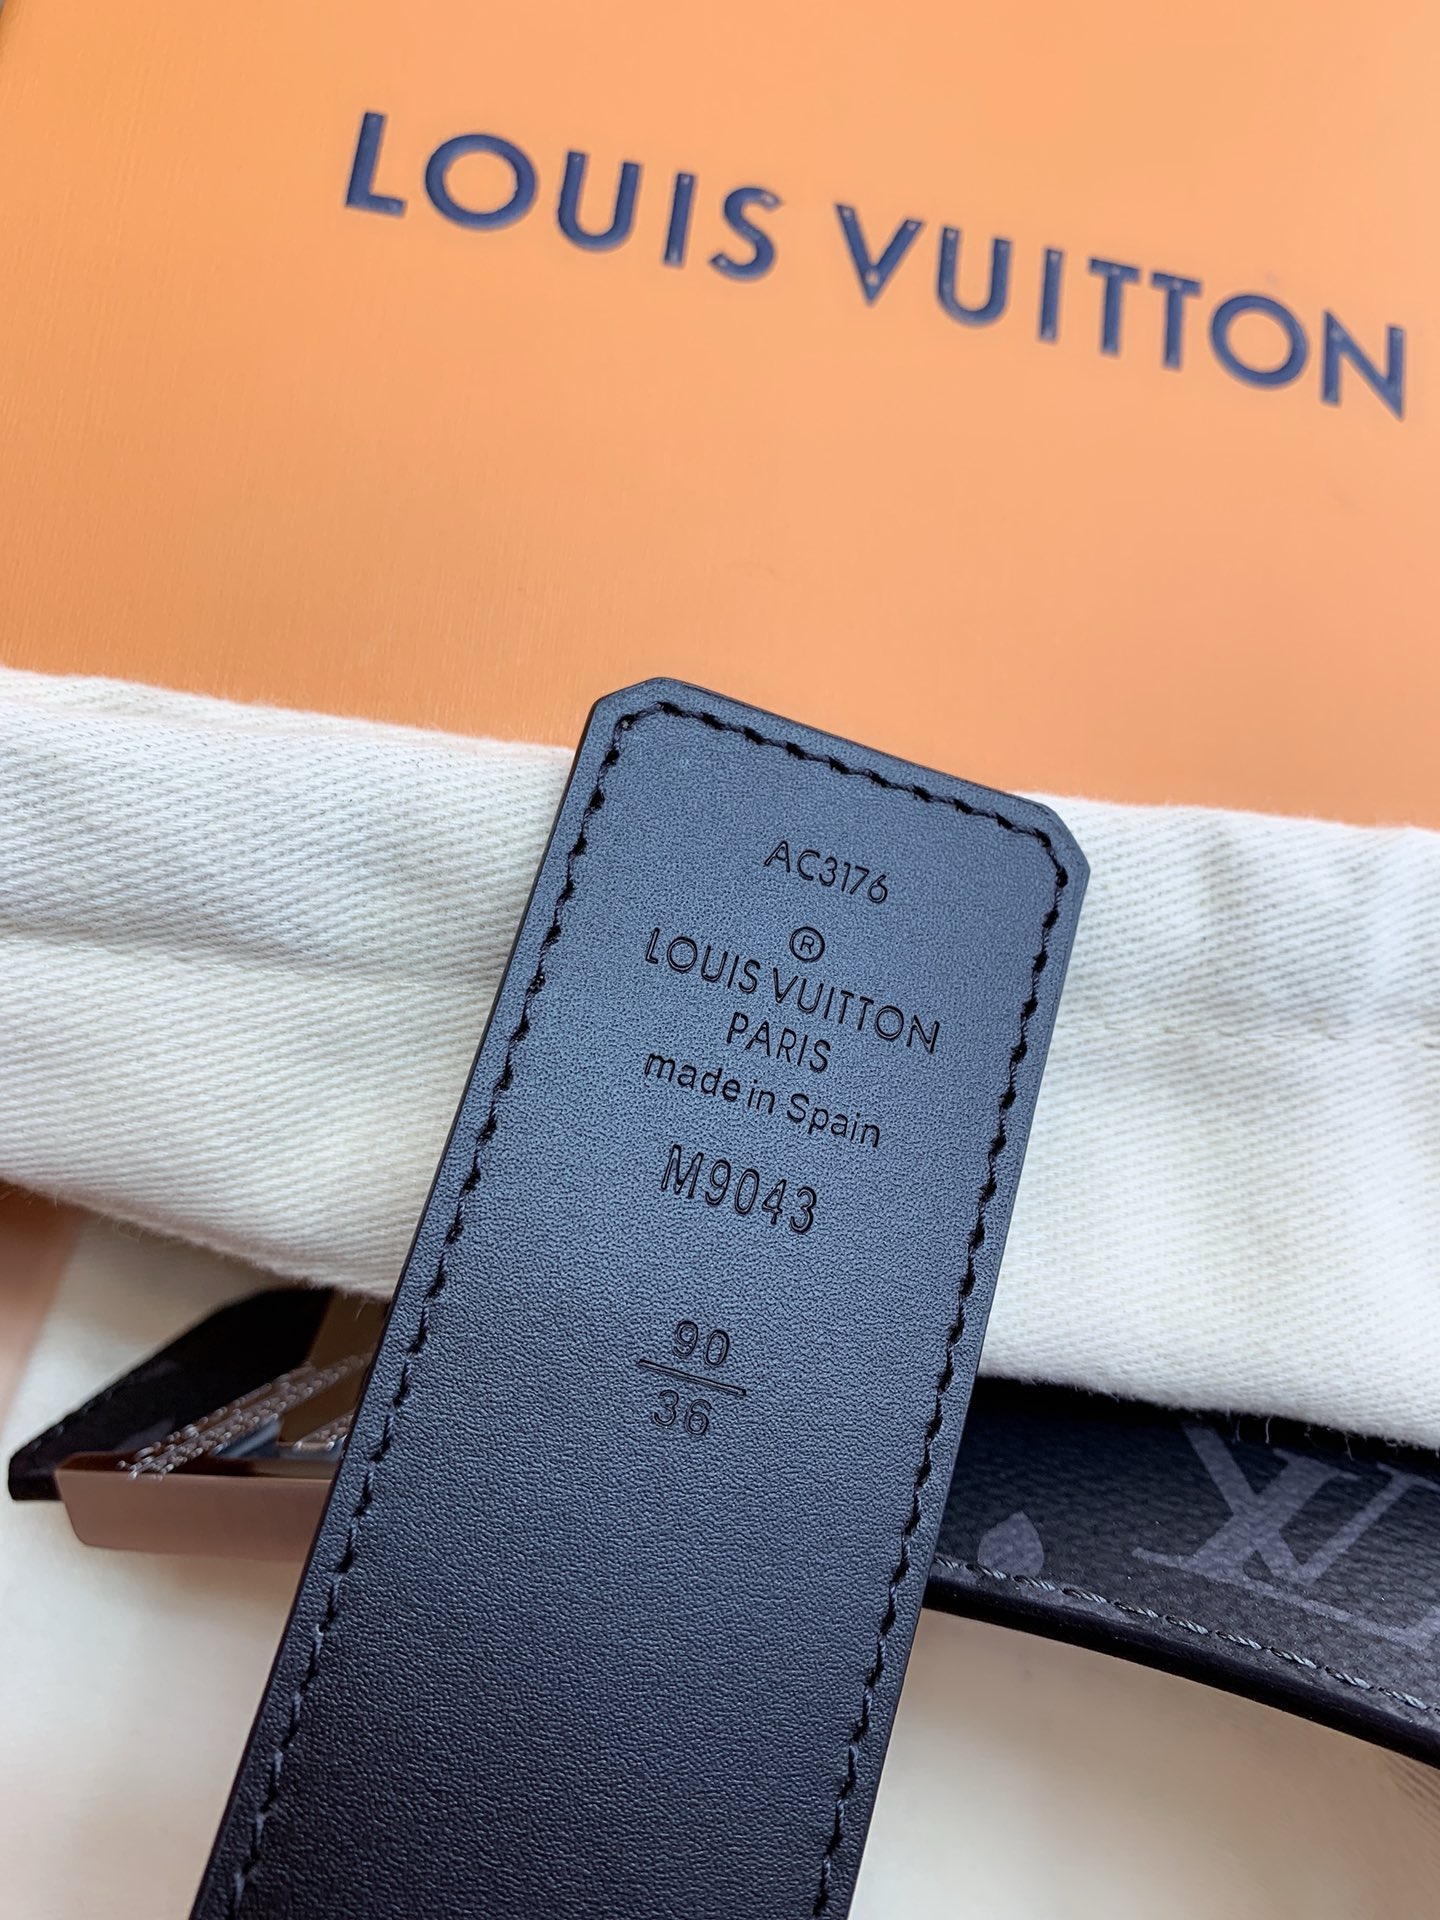 LOUIS VUITTON
AC3176
®
LOUIS VUITTON
PARIS
made in Spain
M9043
90
36